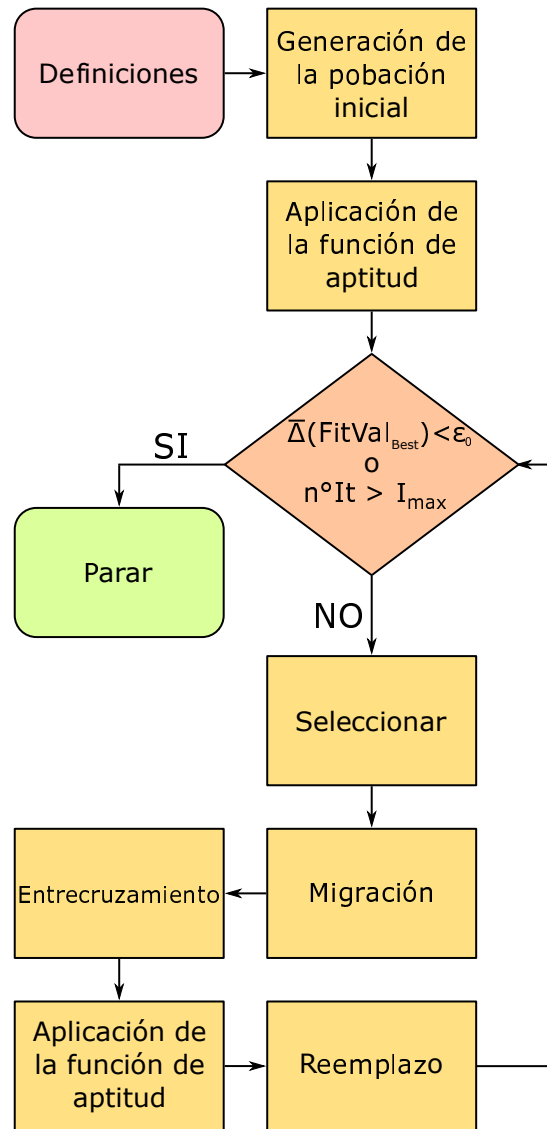 Definiciones
Generación de
la pobación
inicial
Aplicación de
la función de
aptitud
Δ̅(FitVal_Best)<ε₀
o
n°It > I_max
SI
Parar
NO
Seleccionar
Migración
Entrecruzamiento
Aplicación de
la función de
aptitud
Reemplazo